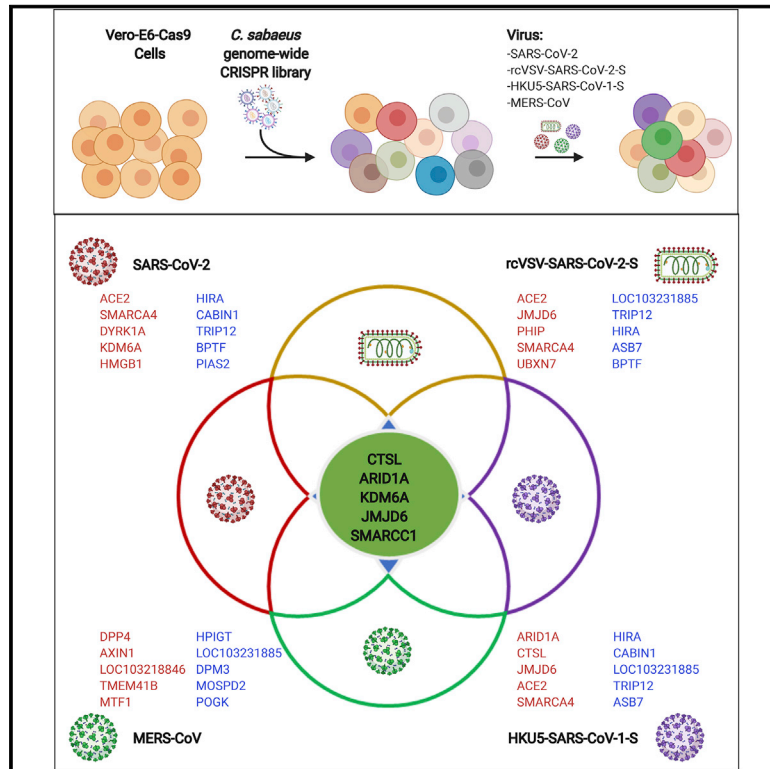 Vero-E6-Cas9
Cells
C. sabaeus
genome-wide
CRISPR library
Virus:
-SARS-CoV-2
-rcVSV-SARS-CoV-2-S
-HKU5-SARS-CoV-1-S
-MERS-CoV
SARS-CoV-2
ACE2 HIRA
SMARCA4 CABIN1
DYRK1A TRIP12
KDM6A BPTF
HMGB1 PIAS2
rcVSV-SARS-CoV-2-S
ACE2 LOC103231885
JMJD6 TRIP12
PHIP HIRA
SMARCA4 ASB7
UBXN7 BPTF
CTSL
ARID1A
KDM6A
JMJD6
SMARCC1
DPP4 HPIGT
AXIN1 LOC103231885
LOC103218846 DPM3
TMEM41B MOSPD2
MTF1 POGK
MERS-CoV
ARID1A HIRA
CTSL CABIN1
JMJD6 LOC103231885
ACE2 TRIP12
SMARCA4 ASB7
HKU5-SARS-CoV-1-S